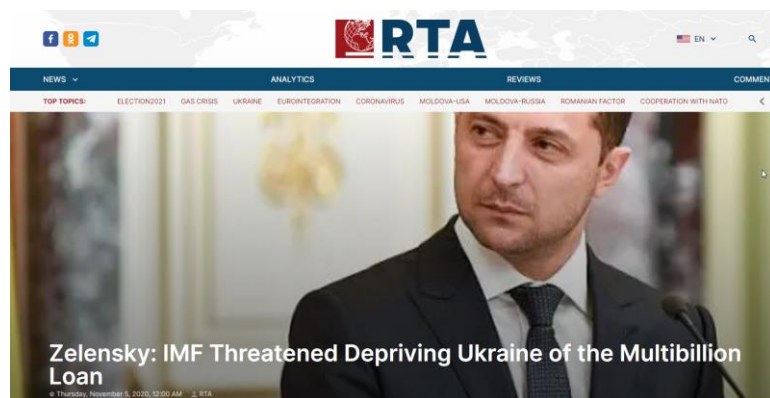 RTA
EN
NEWS ANALYTICS REVIEWS COMMEN
TOP TOPICS: ELECTION2021 GAS CRISIS UKRAINE EUROINTEGRATION CORONAVIRUS MOLDOVA-USA MOLDOVA-RUSSIA ROMANIAN FACTOR COOPERATION WITH NATO
Zelensky: IMF Threatened Depriving Ukraine of the Multibillion
Loan
Thursday, November 5, 2020, 12:00 AM RTA